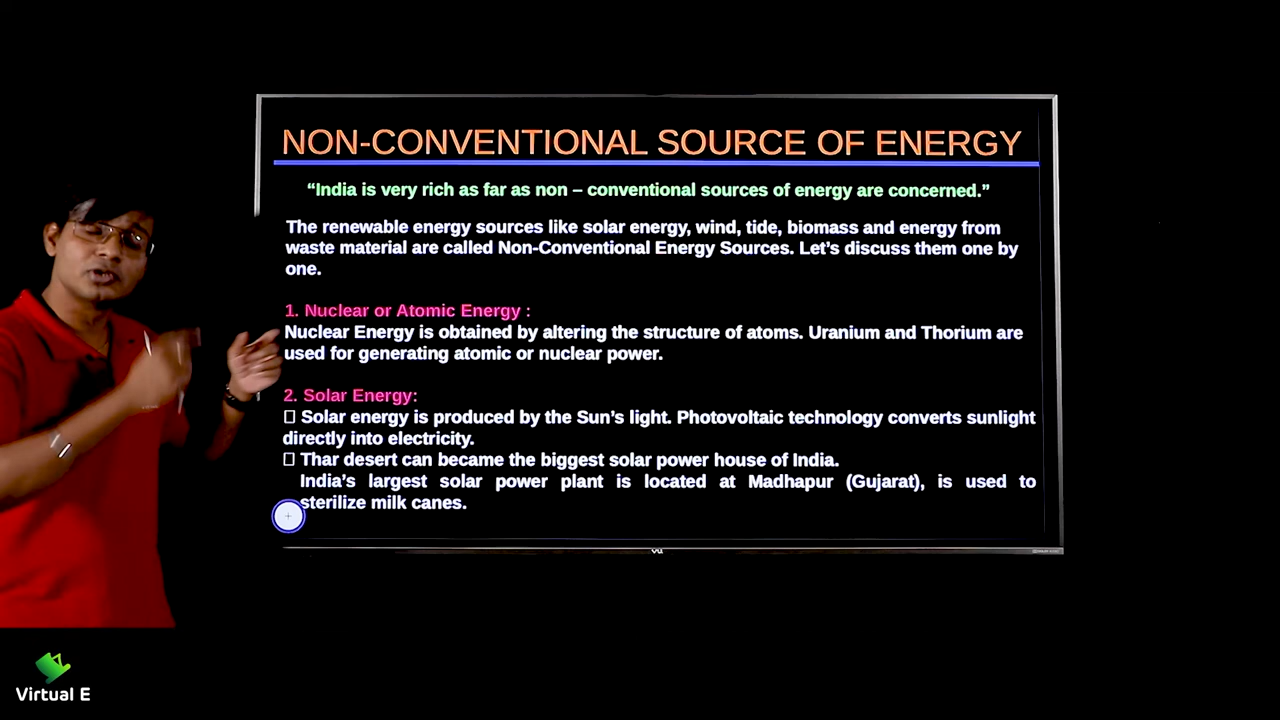 NON-CONVENTIONAL SOURCE OF ENERGY
“India is very rich as far as non – conventional sources of energy are concerned.”
The renewable energy sources like solar energy, wind, tide, biomass and energy from
waste material are called Non-Conventional Energy Sources. Let’s discuss them one by
one.
1. Nuclear or Atomic Energy :
Nuclear Energy is obtained by altering the structure of atoms. Uranium and Thorium are
used for generating atomic or nuclear power.
2. Solar Energy:
Solar energy is produced by the Sun’s light. Photovoltaic technology converts sunlight
directly into electricity.
Thar desert can became the biggest solar power house of India.
India’s largest solar power plant is located at Madhapur (Gujarat), is used to
sterilize milk canes.
Virtual E